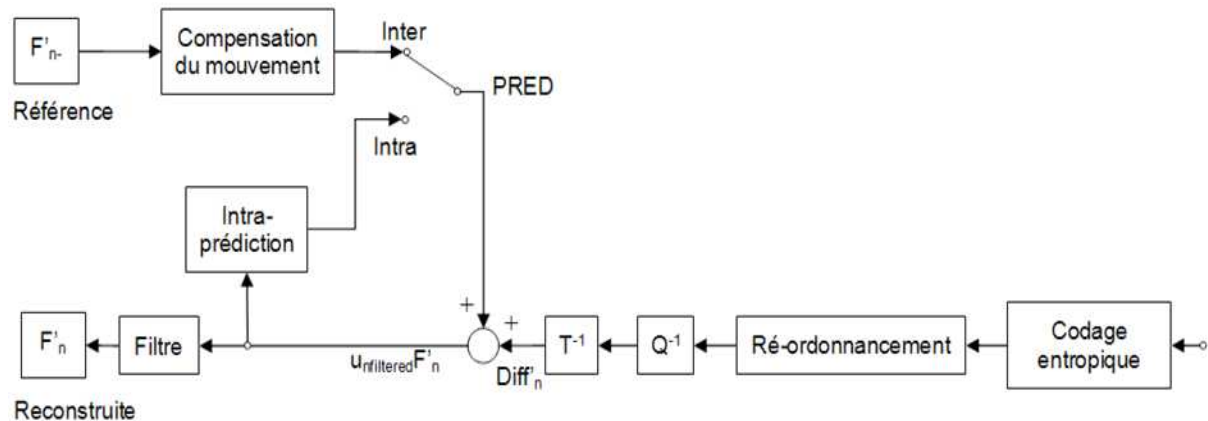 F'n-
Compensation
du mouvement
Inter
PRED
Référence
Intra
Intra-
prédiction
+
+
F'n
Filtre
unfilteredF'n
Diff'n
T-1
Q-1
Ré-ordonnancement
Codage
entropique
Reconstruite